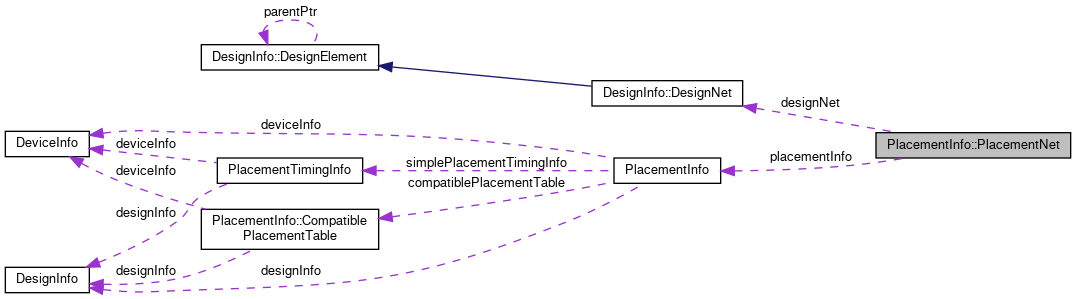 parentPtr
DesignInfo::DesignElement
DesignInfo::DesignNet
designNet
deviceInfo
DeviceInfo
deviceInfo
PlacementInfo::PlacementNet
simplePlacementTimingInfo
placementInfo
PlacementTimingInfo
PlacementInfo
deviceInfo
compatiblePlacementTable
designInfo
PlacementInfo::Compatible
PlacementTable
designInfo
designInfo
DesignInfo